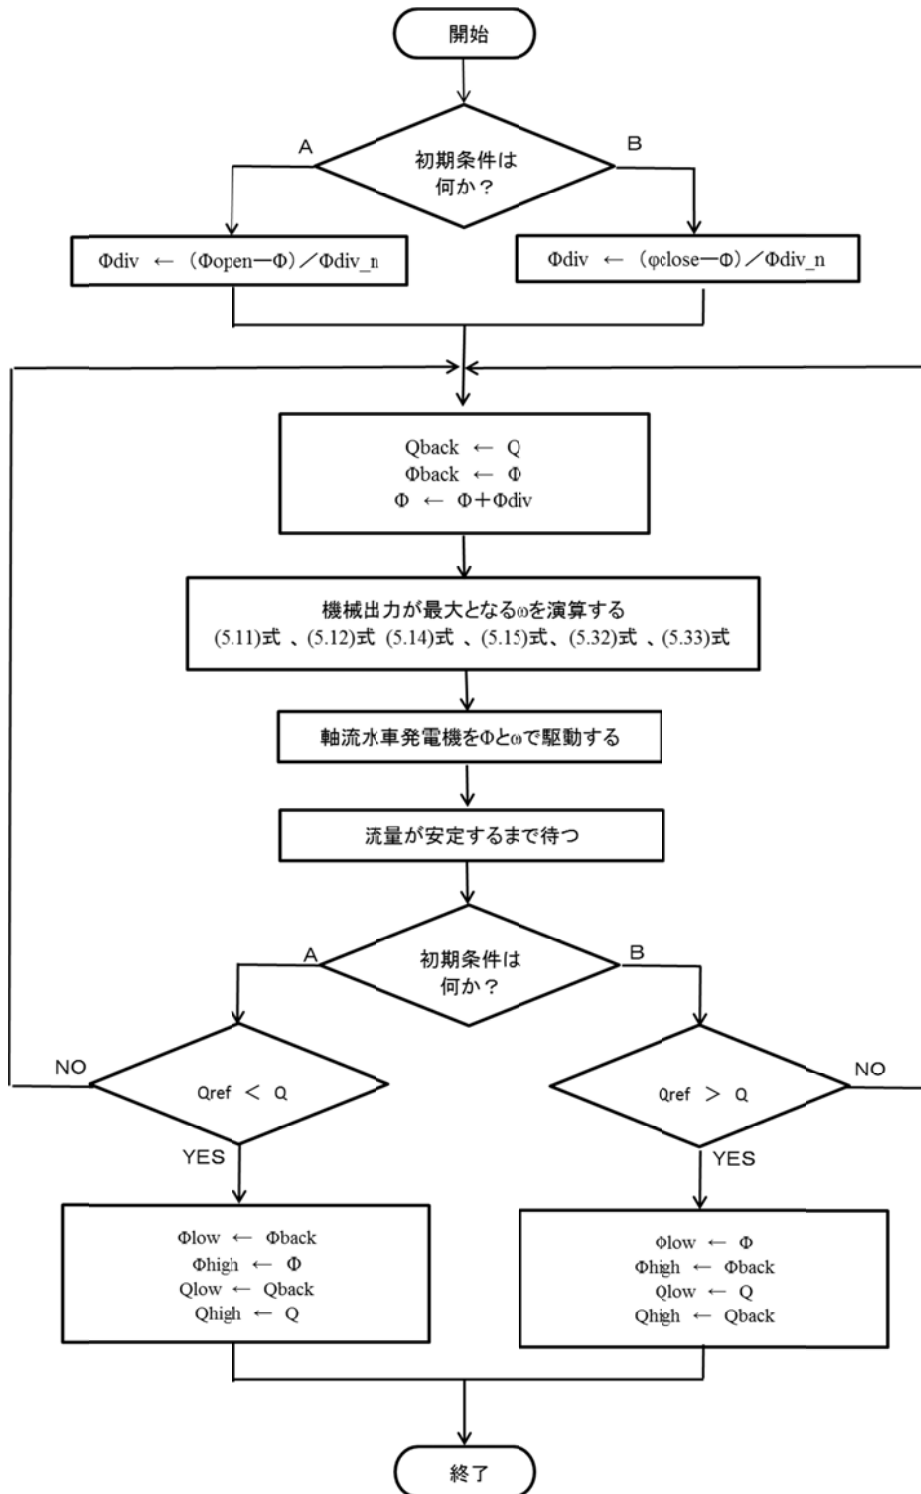 開始
初期条件は
何か？
A
B
Φdiv ← (Φopen－Φ)／Φdiv_n
Φdiv ← (φclose－Φ)／Φdiv_n
Qback ← Q
Φback ← Φ
Φ ← Φ＋Φdiv
機械出力が最大となるωを演算する
(5.11)式 、(5.12)式 (5.14)式 、(5.15)式、(5.32)式 、(5.33)式
軸流水車発電機をΦとωで駆動する
流量が安定するまで待つ
初期条件は
何か？
A
B
Qref ＜ Q
NO
YES
Qref ＞ Q
NO
YES
Φlow ← Φback
Φhigh ← Φ
Qlow ← Qback
Qhigh ← Q
Φlow ← Φ
Φhigh ← Φback
Qlow ← Q
Qhigh ← Qback
終了